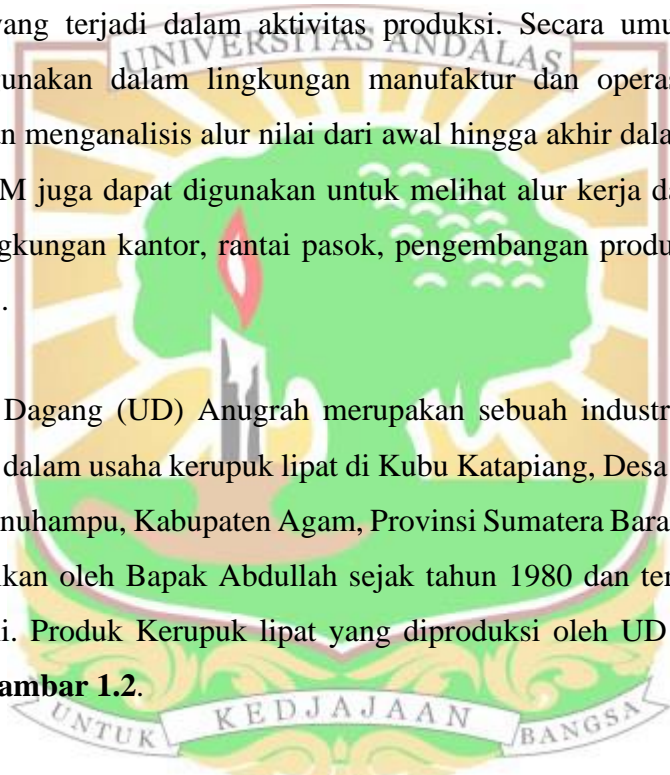 yang terjadi dalam aktivitas produksi. Secara umu
UNIVERSITAS ANDALAS
unakan dalam lingkungan manufaktur dan operas
n menganalisis alur nilai dari awal hingga akhir dala
M juga dapat digunakan untuk melihat alur kerja da
gkungan kantor, rantai pasok, pengembangan produ
.
Dagang (UD) Anugrah merupakan sebuah industr
dalam usaha kerupuk lipat di Kubu Katapiang, Desa
nuhampu, Kabupaten Agam, Provinsi Sumatera Bara
kan oleh Bapak Abdullah sejak tahun 1980 dan ter
i. Produk Kerupuk lipat yang diproduksi oleh UD
ambar 1.2.
UNTUK KEDJAJAAN BANGSA